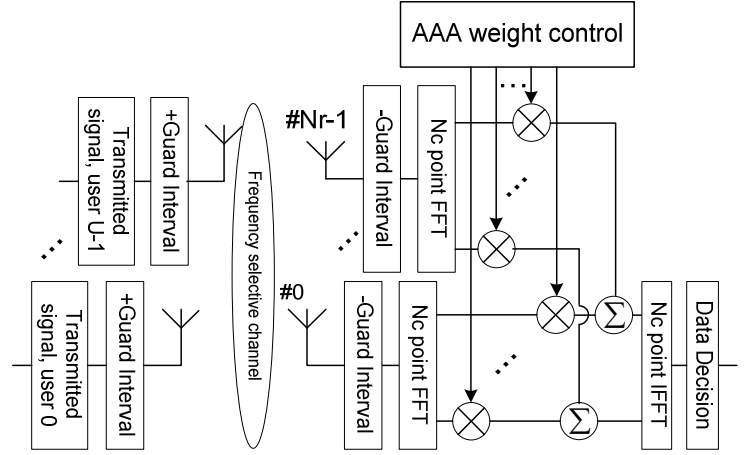 AAA weight control
Transmitted
signal, user U-1
+Guard Interval
Frequency selective channel
#Nr-1
-Guard Interval
Nc point FFT
...
...
...
...
Transmitted
signal, user 0
+Guard Interval
#0
-Guard Interval
Nc point FFT
...
Σ
Σ
Nc point IFFT
Data Decision